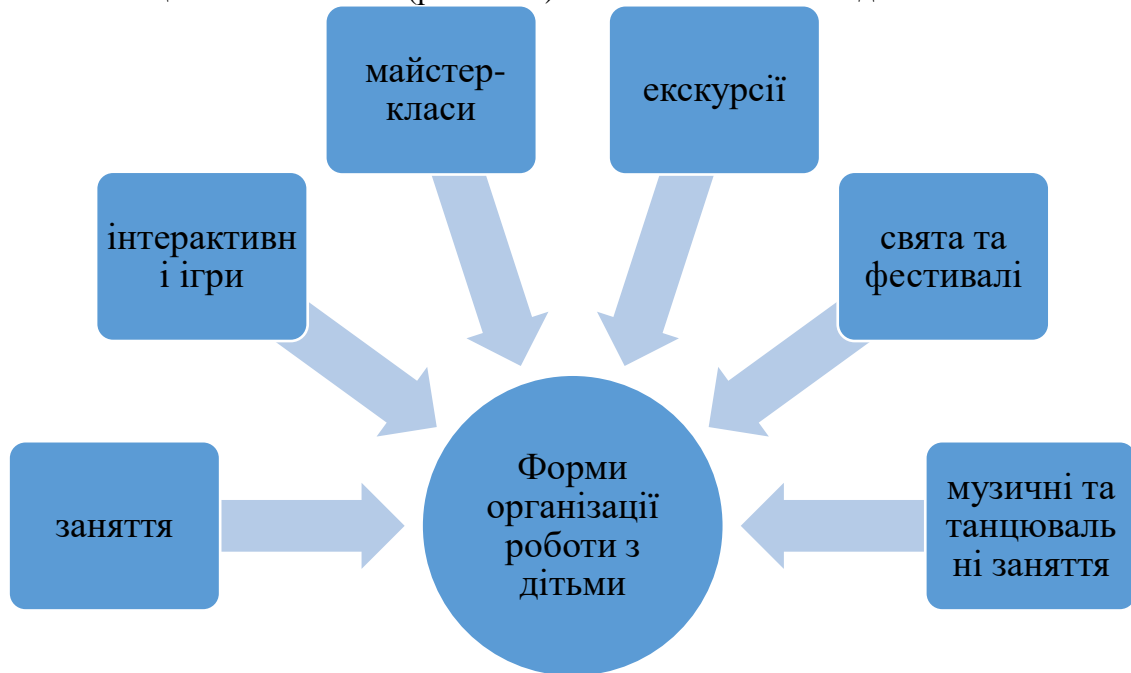 майстер-
класи
екскурсії
інтерактивн
і ігри
свята та
фестивалі
заняття
Форми
організації
роботи з
дітьми
музичні та
танцюваль
ні заняття